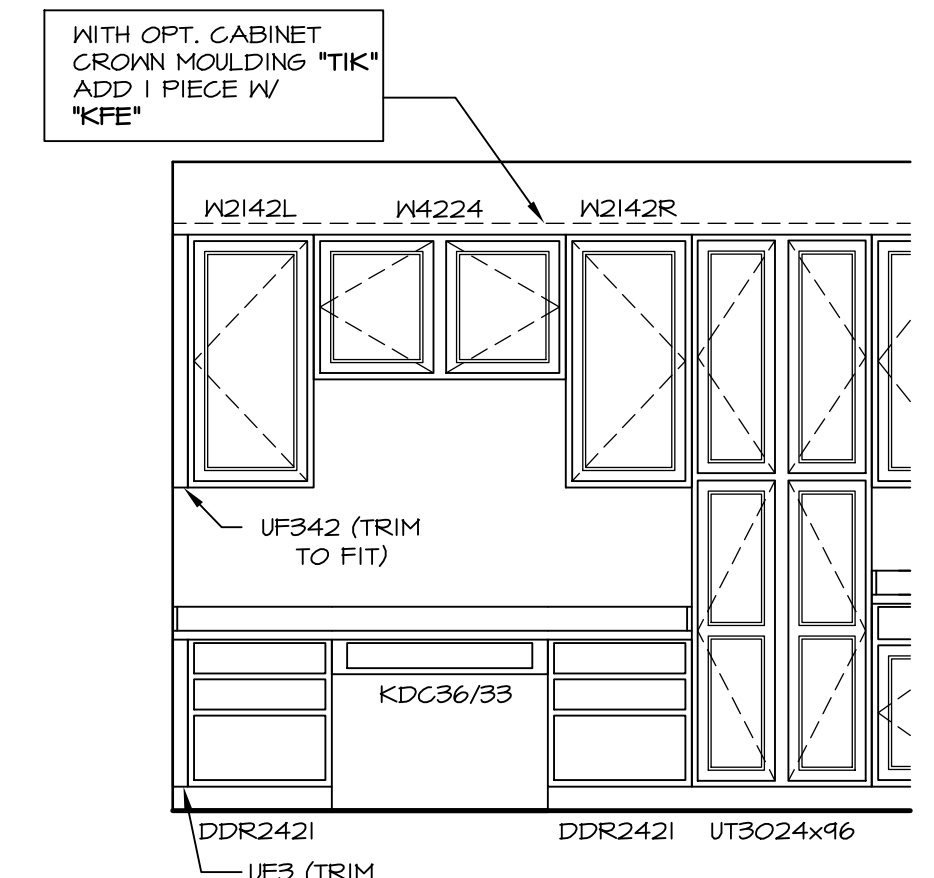 WITH OPT. CABINET
CROWN MOULDING "TIK"
ADD 1 PIECE W/
"KFE"
W2142L
W4224
W2142R
UF342 (TRIM
TO FIT)
KDC36/33
DDR2421
DDR2421
UT3024x96
UF3 (TRIM